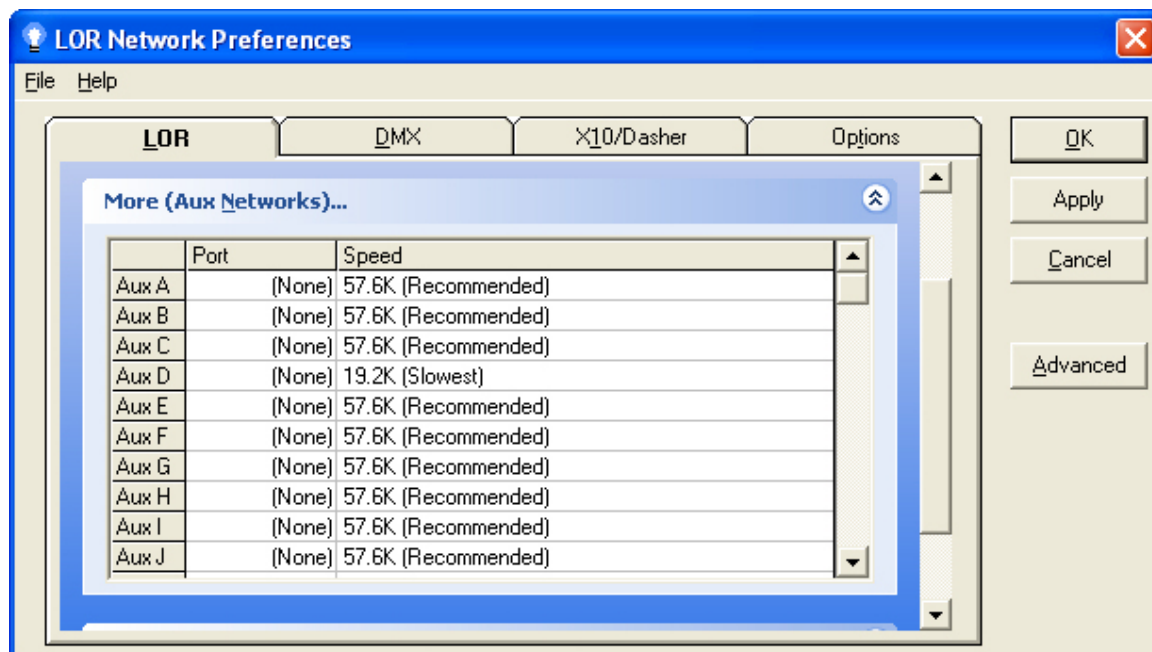 LOR Network Preferences
File Help
LOR DMX X10/Dasher Options
OK
Apply
Cancel
Advanced
More (Aux Networks)...
Port Speed
Aux A (None) 57.6K (Recommended)
Aux B (None) 57.6K (Recommended)
Aux C (None) 57.6K (Recommended)
Aux D (None) 19.2K (Slowest)
Aux E (None) 57.6K (Recommended)
Aux F (None) 57.6K (Recommended)
Aux G (None) 57.6K (Recommended)
Aux H (None) 57.6K (Recommended)
Aux I (None) 57.6K (Recommended)
Aux J (None) 57.6K (Recommended)